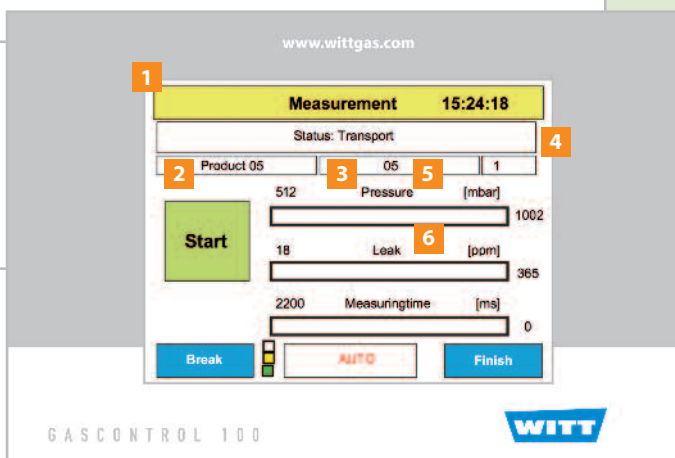 www.wittgas.com
1
Measurement 15:24:18
Status: Transport
4
2 Product 05 3 05 5 1
512 Pressure [mbar]
1002
Start
6
18 Leak [ppm]
365
2200 Measuringtime [ms]
0
Break AUTO Finish
GASCONTROL 100
WITT